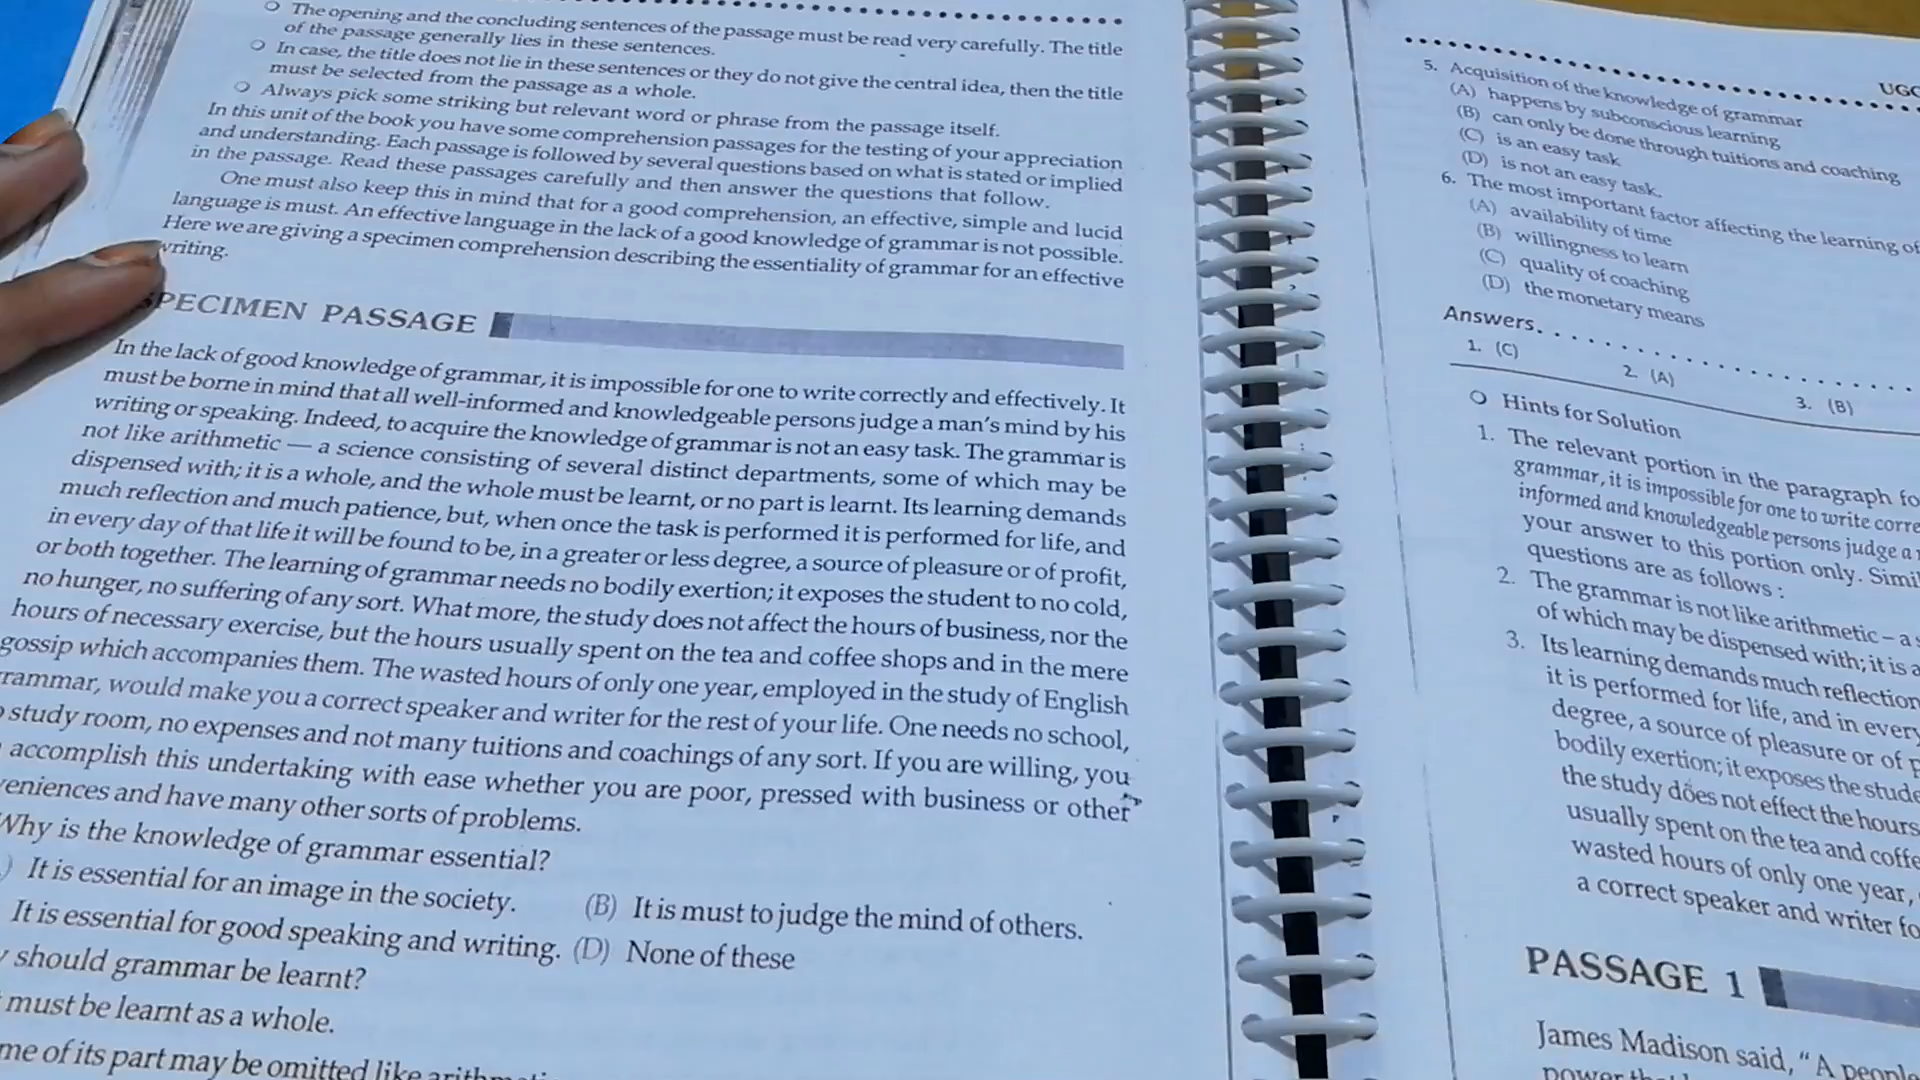 The opening and the concluding sentences of the passage must be read very carefully. The title
of the passage generally lies in these sentences.
In case, the title does not lie in these sentences or they do not give the central idea, then the title
must be selected from the passage as a whole.
Always pick some striking but relevant word or phrase from the passage itself.
In this unit of the book you have some comprehension passages for the testing of your appreciation
and understanding. Each passage is followed by several questions based on what is stated or implied
in the passage. Read these passages carefully and then answer the questions that follow.
One must also keep this in mind that for a good comprehension, an effective, simple and lucid
language is must. An effective language in the lack of a good knowledge of grammar is not possible.
Here we are giving a specimen comprehension describing the essentiality of grammar for an effective
writing.
SPECIMEN PASSAGE
In the lack of good knowledge of grammar, it is impossible for one to write correctly and effectively. It
must be borne in mind that all well-informed and knowledgeable persons judge a man's mind by his
writing or speaking. Indeed, to acquire the knowledge of grammar is not an easy task. The grammar is
not like arithmetic — a science consisting of several distinct departments, some of which may be
dispensed with; it is a whole, and the whole must be learnt, or no part is learnt. Its learning demands
much reflection and much patience, but, when once the task is performed it is performed for life, and
in every day of that life it will be found to be, in a greater or less degree, a source of pleasure or of profit,
or both together. The learning of grammar needs no bodily exertion; it exposes the student to no cold,
no hunger, no suffering of any sort. What more, the study does not affect the hours of business, nor the
hours of necessary exercise, but the hours usually spent on the tea and coffee shops and in the mere
gossip which accompanies them. The wasted hours of only one year, employed in the study of English
rammar, would make you a correct speaker and writer for the rest of your life. One needs no school,
study room, no expenses and not many tuitions and coachings of any sort. If you are willing, you
accomplish this undertaking with ease whether you are poor, pressed with business or other
veniences and have many other sorts of problems.
Why is the knowledge of grammar essential?
) It is essential for an image in the society. (B) It is must to judge the mind of others.
It is essential for good speaking and writing. (D) None of these
should grammar be learnt?
must be learnt as a whole.
me of its part may be omitted like
UGC
5. Acquisition of the knowledge of grammar
(A) happens by subconscious learning
(B) can only be done through tuitions and coaching
(C) is an easy task
(D) is not an easy task.
6. The most important factor affecting the learning of
(A) availability of time
(B) willingness to learn
(C) quality of coaching
(D) the monetary means
Answers
1. (C) 2. (A) 3. (B)
Hints for Solution
1. The relevant portion in the paragraph fo
grammar, it is impossible for one to write corre
informed and knowledgeable persons judge a
your answer to this portion only. Simil
questions are as follows :
2. The grammar is not like arithmetic – a
of which may be dispensed with; it is a
3. Its learning demands much reflection
it is performed for life, and in every
degree, a source of pleasure or of p
bodily exertion; it exposes the stude
the study does not effect the hours
usually spent on the tea and coffe
wasted hours of only one year,
a correct speaker and writer fo
PASSAGE 1
James Madison said, "A people
power